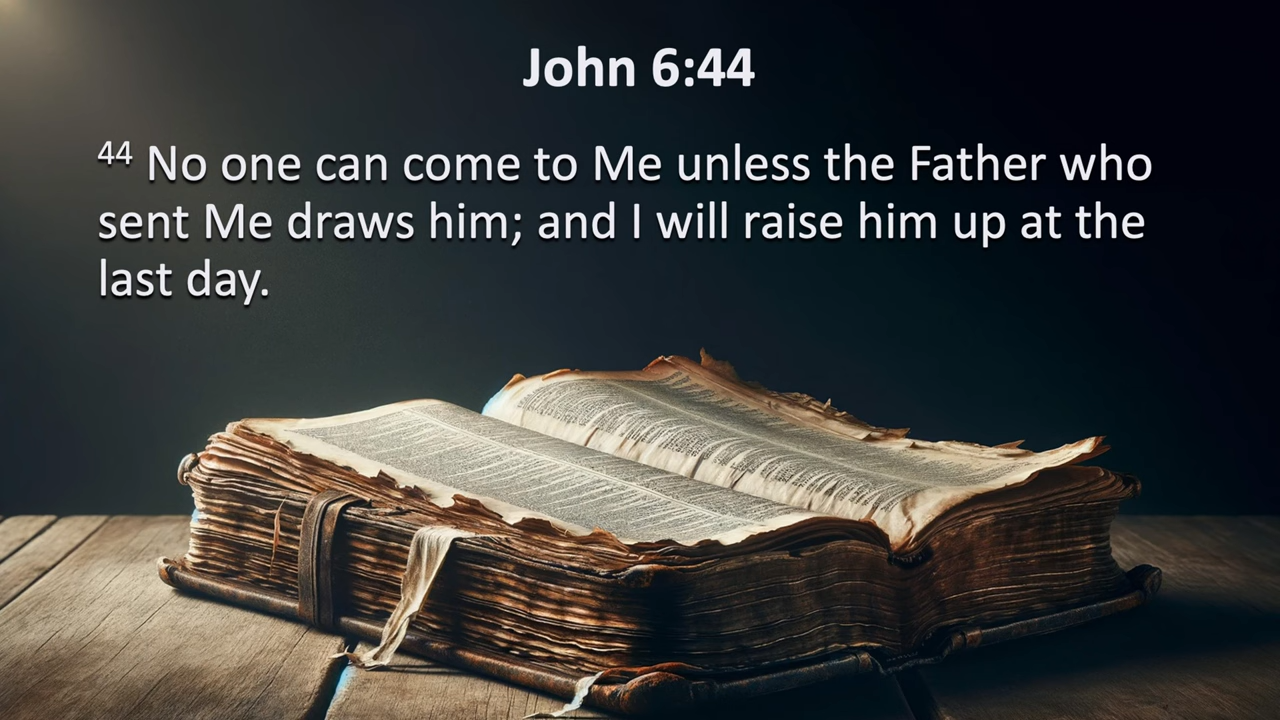 John 6:44
44 No one can come to Me unless the Father who
sent Me draws him; and I will raise him up at the
last day.